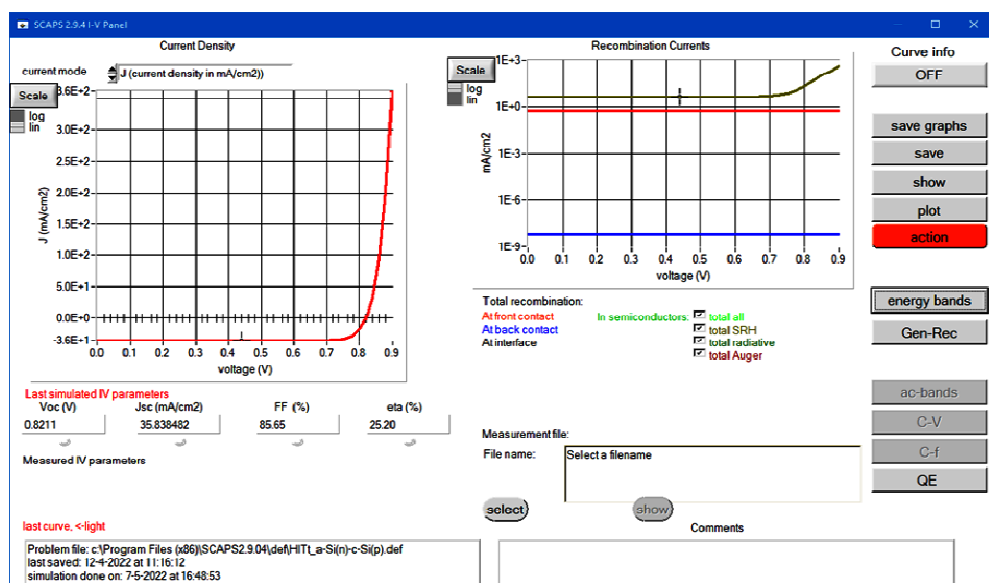 SCAPS 2.9.4 I-V Panel
Current Density
current mode
J (current density in mA/cm2))
Scale
log
lin
3.6E+2
3.0E+2
2.5E+2
2.0E+2
1.5E+2
1.0E+2
5.0E+1
0.0E+0
-3.6E+1
J (mA/cm2)
0.0 0.1 0.2 0.3 0.4 0.5 0.6 0.7 0.8 0.9
voltage (V)
Last simulated IV parameters
Voc (V) Jsc (mA/cm2) FF (%) eta (%)
0.8211 35.838482 85.65 25.20
Measured IV parameters
last curve, <-light
Problem file: c:\Program Files (x86)\SCAPS2.9.04\def\HITt_a-Si(n)-c-Si(p).def
last saved: 12-4-2022 at 11:16:12
simulation done on: 7-5-2022 at 16:48:53
Recombination Currents
Scale
log
lin
1E+3
1E+0
1E-3
1E-6
1E-9
mA/cm2
0.0 0.1 0.2 0.3 0.4 0.5 0.6 0.7 0.8 0.9
voltage (V)
Total recombination:
At front contact In semiconductors: total all
At back contact total SRH
At interface total radiative
total Auger
Measurement file:
File name: Select a filename
select show
Comments
Curve info
OFF
save graphs
save
show
plot
action
energy bands
Gen-Rec
ac-bands
C-V
C-f
QE